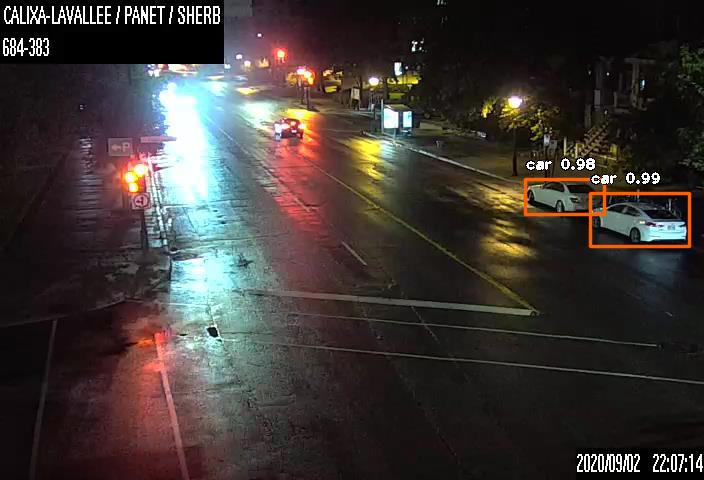 CALIXA-LAVALLEE / PANET / SHERB
684-383
P
car 0.98
car 0.99
2020/09/02 22:07:14